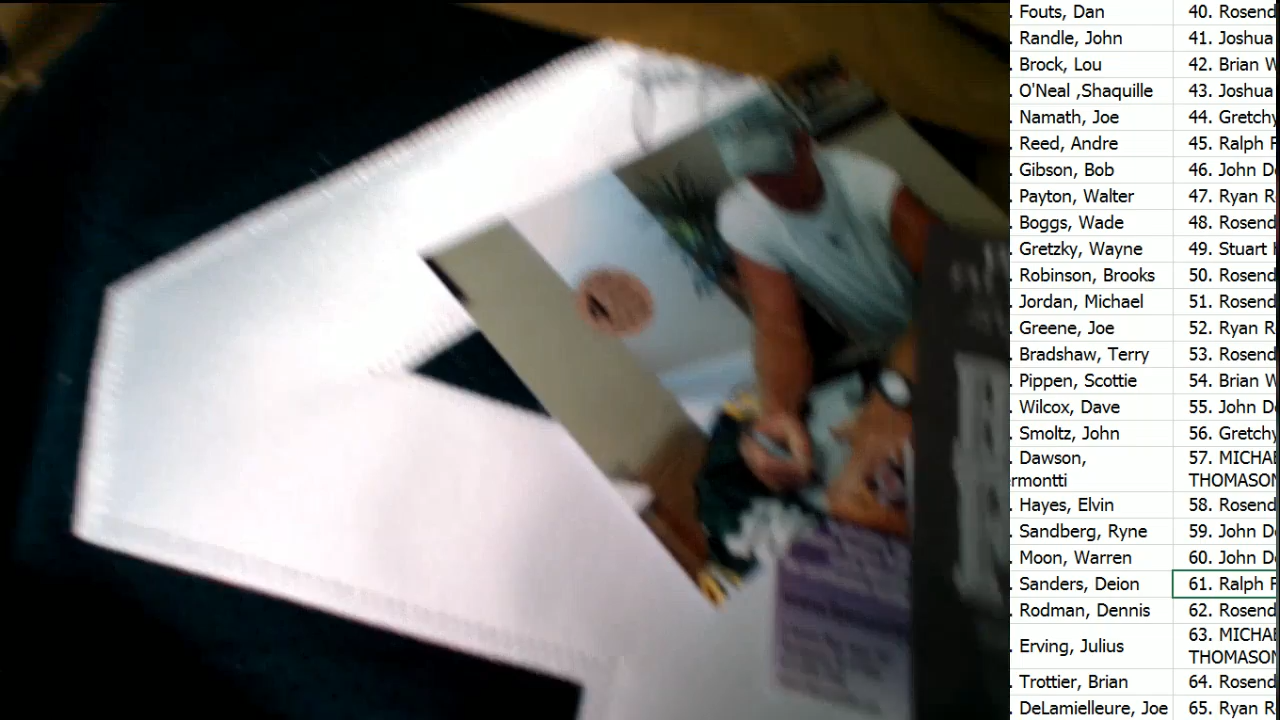 . Fouts, Dan 40. Rosend
. Randle, John 41. Joshua
. Brock, Lou 42. Brian W
. O'Neal ,Shaquille 43. Joshua
. Namath, Joe 44. Gretchy
. Reed, Andre 45. Ralph F
. Gibson, Bob 46. John D
. Payton, Walter 47. Ryan R
. Boggs, Wade 48. Rosend
. Gretzky, Wayne 49. Stuart
. Robinson, Brooks 50. Rosend
. Jordan, Michael 51. Rosend
. Greene, Joe 52. Ryan R
. Bradshaw, Terry 53. Rosend
. Pippen, Scottie 54. Brian W
. Wilcox, Dave 55. John D
. Smoltz, John 56. Gretchy
. Dawson, 57. MICHAE
rmontti THOMASON
. Hayes, Elvin 58. Rosend
. Sandberg, Ryne 59. John D
. Moon, Warren 60. John D
. Sanders, Deion 61. Ralph F
. Rodman, Dennis 62. Rosend
. Erving, Julius 63. MICHAE
THOMASON
. Trottier, Brian 64. Rosend
. DeLamielleure, Joe 65. Ryan R